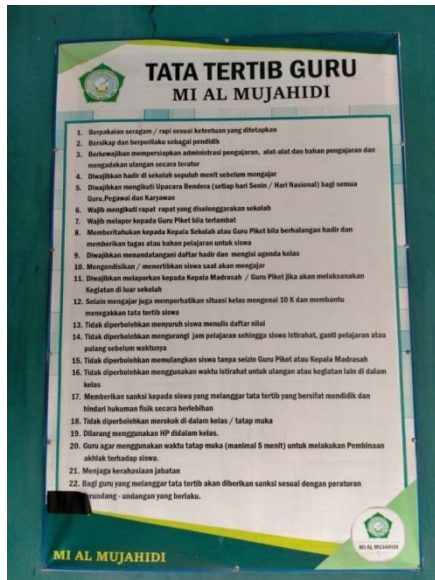 TATA TERTIB GURU
MI AL MUJAHIDI
1. Berpakaian seragam / rapi sesuai ketentuan yang ditetapkan
2. Bersikap dan berperilaku sebagai pendidik
3. Berkewajiban mempersiapkan administrasi pengajaran, alat-alat dan bahan pengajaran dan
mengadakan ulangan secara teratur
4. Diwajibkan hadir di sekolah sepuluh menit sebelum mengajar
5. Diwajibkan mengikuti Upacara Bendera (setiap hari Senin / Hari Nasional) bagi semua
Guru,Pegawai dan Karyawan
6. Wajib mengikuti rapat rapat yang diselenggarakan sekolah
7. Wajib melapor kepada Guru Piket bila terlambat
8. Memberitahukan kepada Kepala Sekolah atau Guru Piket bila berhalangan hadir dan
memberikan tugas atau bahan pelajaran untuk siswa
9. Diwajibkan menandatangani daftar hadir dan mengisi agenda kelas
10. Mengondisikan / menertibkan siswa saat akan mengajar
11. Diwajibkan melaporkan kepada Kepala Madrasah / Guru Piket jika akan melaksanakan
Kegiatan di luar sekolah
12. Selain mengajar juga memperhatikan situasi kelas mengenai 10 K dan membantu
menegakkan tata tertib siswa
13. Tidak diperbolehkan menyuruh siswa menulis daftar nilai
14. Tidak diperbolehkan mengurangi jam pelajaran sehingga siswa istirahat, ganti pelajaran atau
pulang sebelum waktunya
15. Tidak diperbolehkan memulangkan siswa tanpa seizin Guru Piket atau Kepala Madrasah
16. Tidak diperbolehkan menggunakan waktu istirahat untuk ulangan atau kegiatan lain di dalam
kelas
17. Memberikan sanksi kepada siswa yang melanggar tata tertib yang bersifat mendidik dan
hindari hukuman fisik secara berlebihan
18. Tidak diperbolehkan merokok di dalam kelas / tatap muka
19. Dilarang menggunakan HP didalam kelas.
20. Guru agar menggunakan waktu tatap muka (manimal 5 menit) untuk melakukan Pembinaan
akhlak terhadap siswa.
21. Menjaga kerahasiaan jabatan
22. Bagi guru yang melanggar tata tertib akan diberikan sanksi sesuai dengan peraturan
erundang - undangan yang berlaku.
MI AL MUJAHIDI
MI AL MUJAHIDI